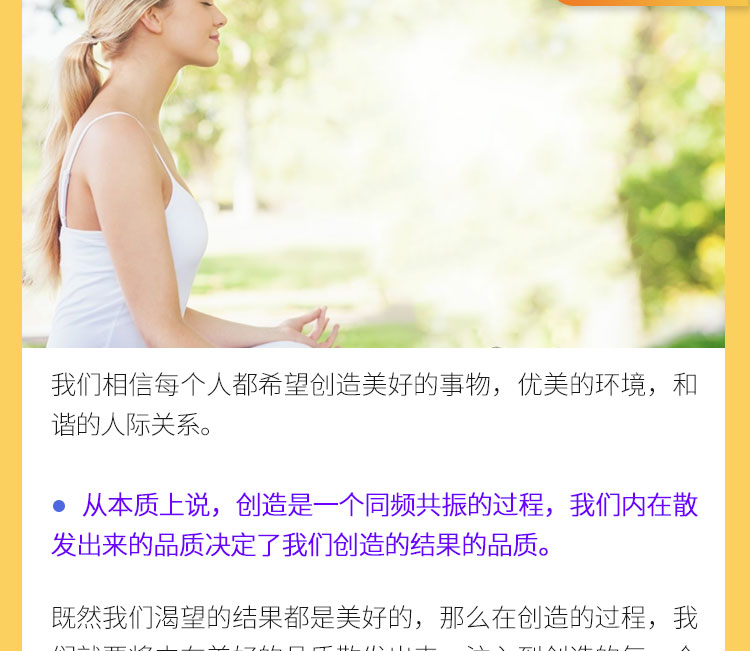 我们相信每个人都希望创造美好的事物，优美的环境，和
谐的人际关系。
从本质上说，创造是一个同频共振的过程，我们内在散
发出来的品质决定了我们创造的结果的品质。
既然我们渴望的结果都是美好的，那么在创造的过程，我